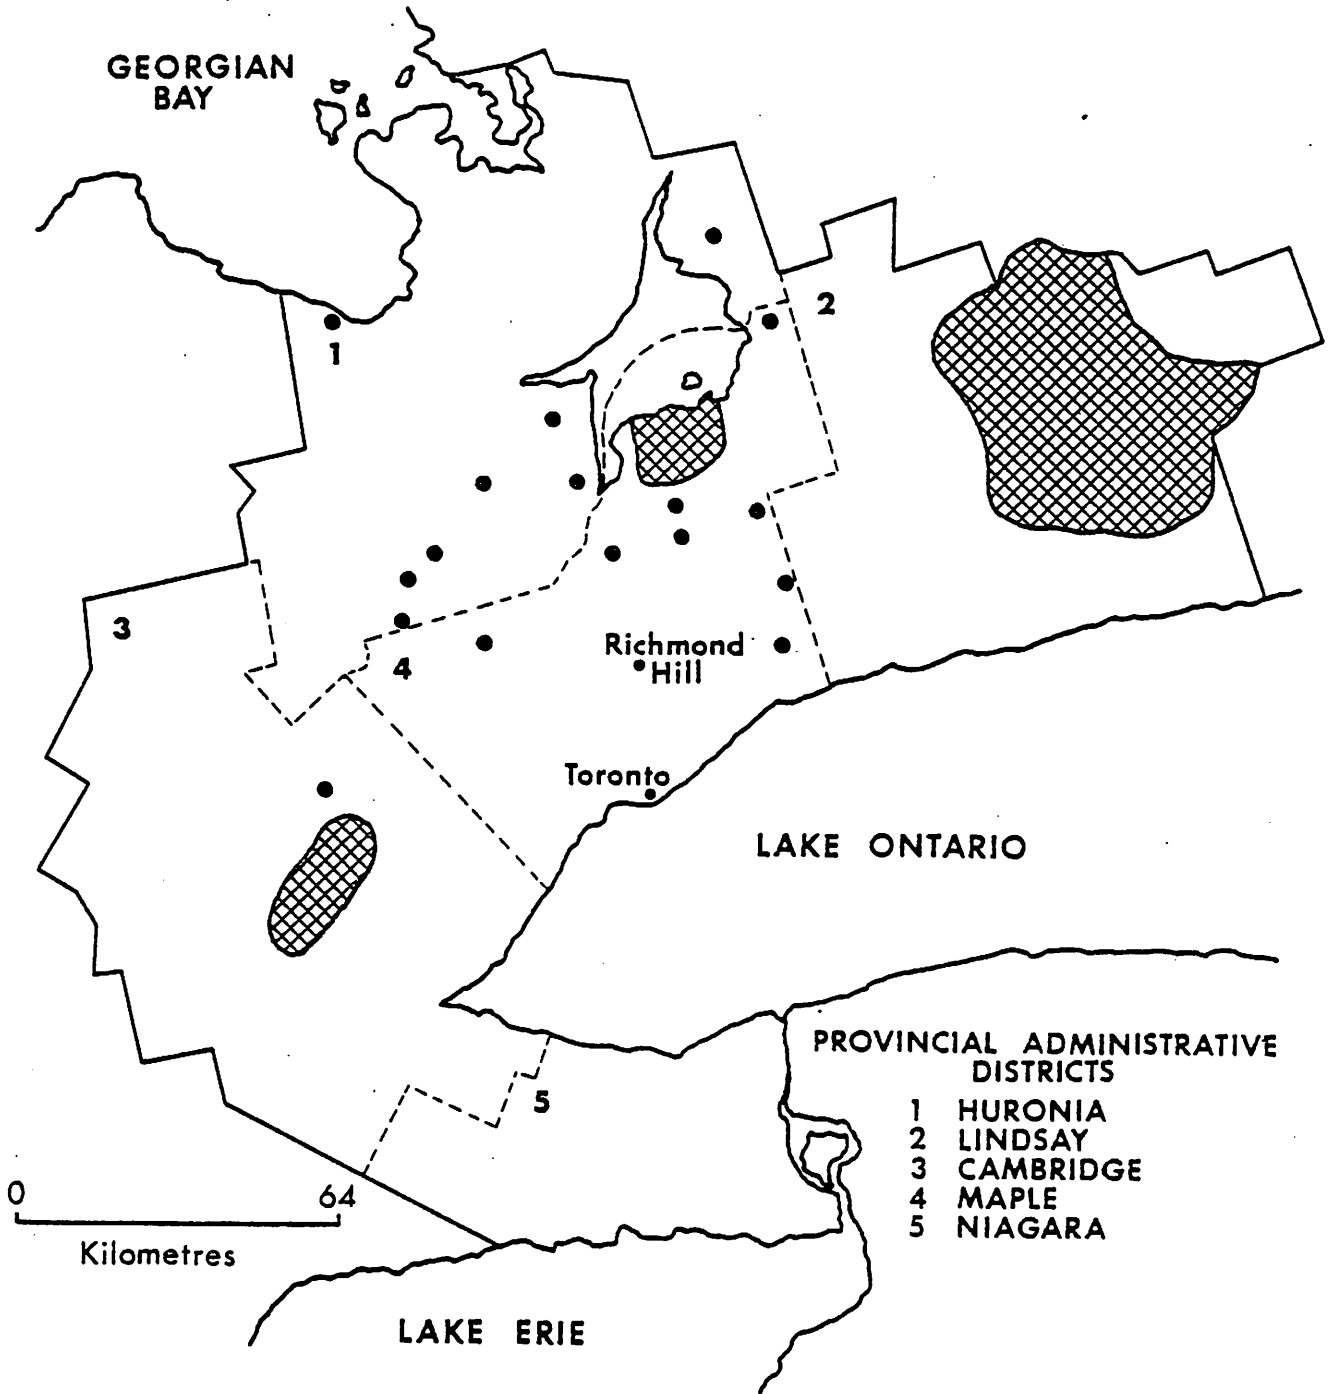 GEORGIAN
BAY
2
1
3
Richmond
Hill
4
Toronto
LAKE ONTARIO
PROVINCIAL ADMINISTRATIVE
DISTRICTS
5
1 HURONIA
2 LINDSAY
3 CAMBRIDGE
4 MAPLE
5 NIAGARA
0 64
Kilometres
LAKE ERIE